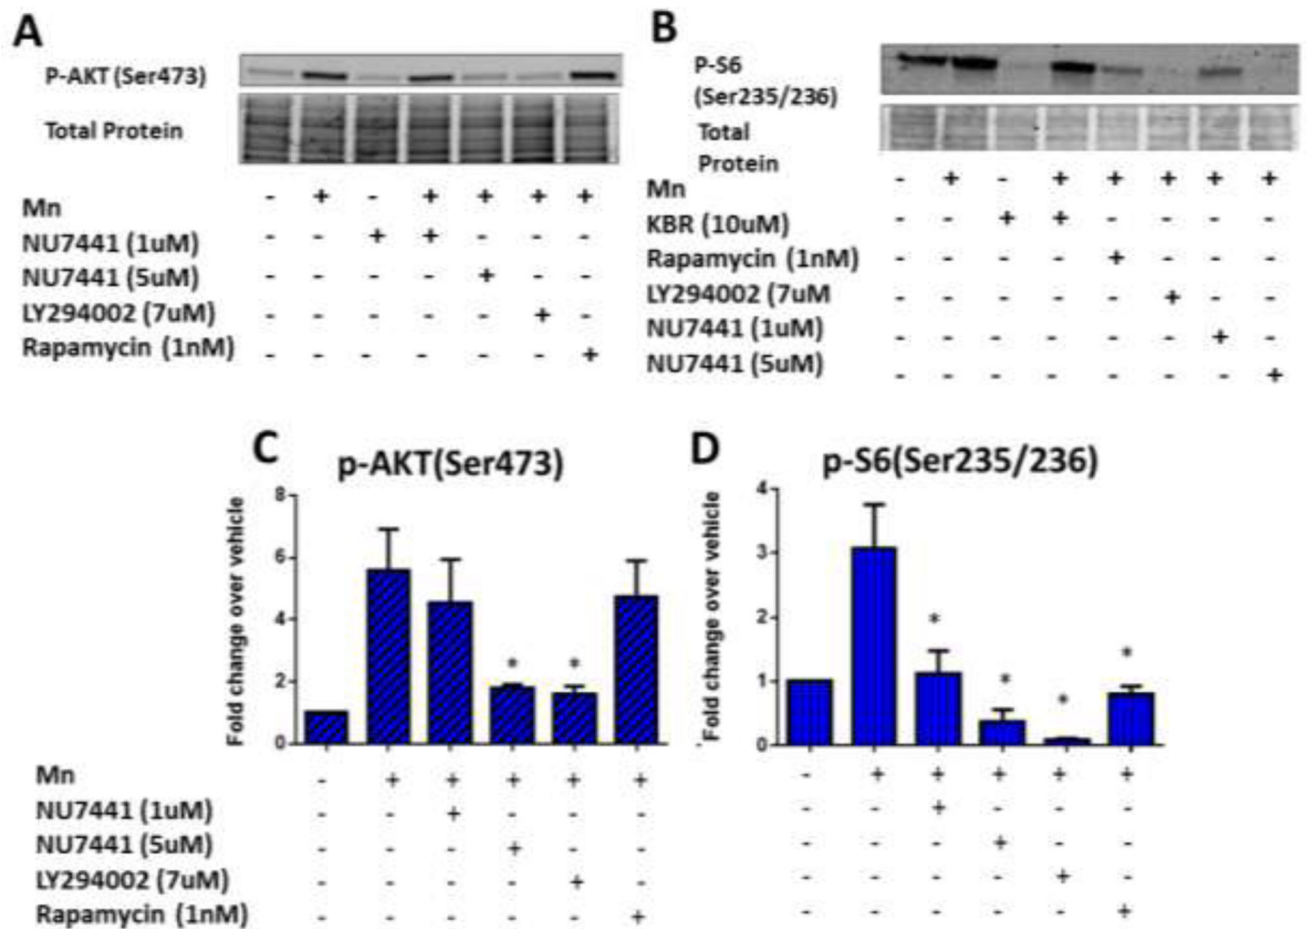 A
P-AKT (Ser473)
Total Protein
Mn - + - + + + +
NU7441 (1uM) - - + + - - -
NU7441 (5uM) - - - - + - -
LY294002 (7uM) - - - - - + -
Rapamycin (1nM) - - - - - - +
B
P-S6
(Ser235/236)
Total
Protein
Mn - + - + + + + +
KBR (10uM) - - + + - - - -
Rapamycin (1nM) - - - - + - - -
LY294002 (7uM - - - - - + - -
NU7441 (1uM) - - - - - - + -
NU7441 (5uM) - - - - - - - +
C
p-AKT(Ser473)
Fold change over vehicle
8
6
4
2
0
* *
D
p-S6(Ser235/236)
Fold change over vehicle
4
3
2
1
0
* * * *
Mn - + + + + + - + + + + +
NU7441 (1uM) - - + - - - - - + - - -
NU7441 (5uM) - - - + - - - - - + - -
LY294002 (7uM) - - - - + - - - - - + -
Rapamycin (1nM) - - - - - + - - - - - +